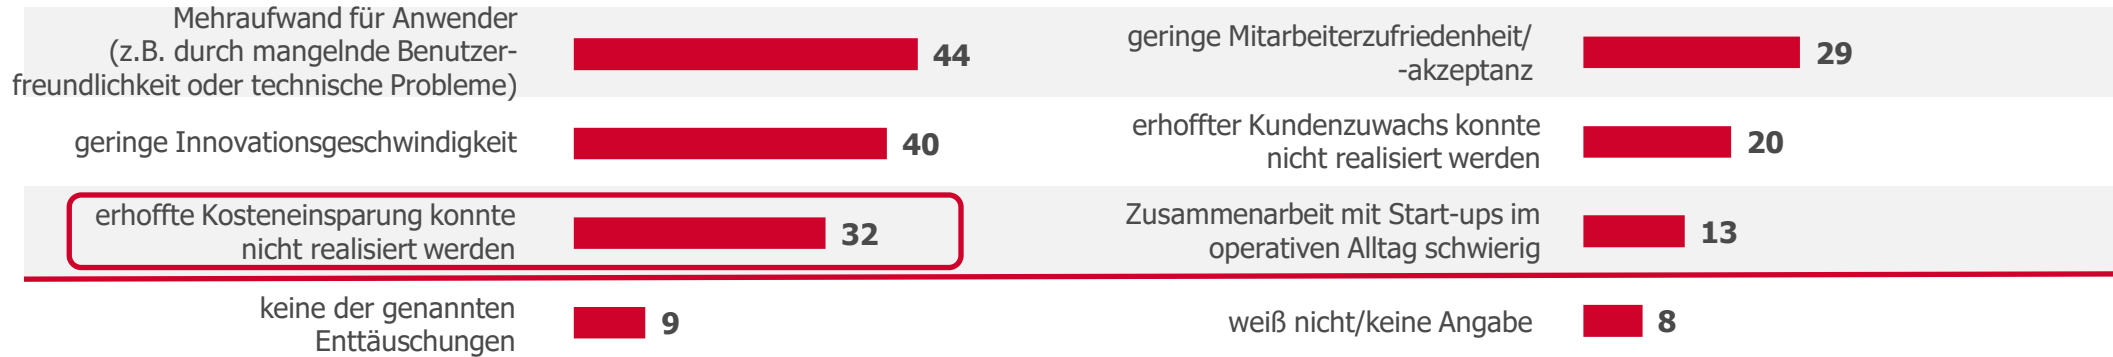 Mehraufwand für Anwender
(z.B. durch mangelnde Benutzer-
freundlichkeit oder technische Probleme)
44
geringe Mitarbeiterzufriedenheit/
-akzeptanz
29
geringe Innovationsgeschwindigkeit
40
erhoffter Kundenzuwachs konnte
nicht realisiert werden
20
erhoffte Kosteneinsparung konnte
nicht realisiert werden
32
Zusammenarbeit mit Start-ups im
operativen Alltag schwierig
13
keine der genannten
Enttäuschungen
9
weiß nicht/keine Angabe
8